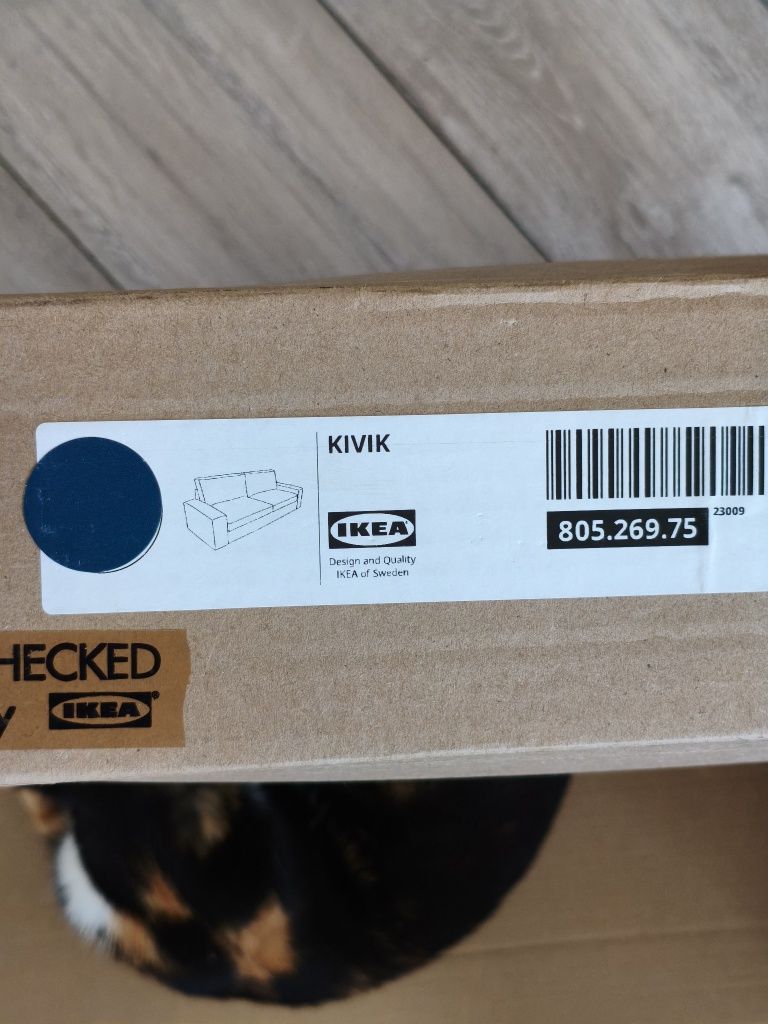 KIVIK
IKEA
Design and Quality
IKEA of Sweden
805.269.75
23009
HECKED
y
IKEA®